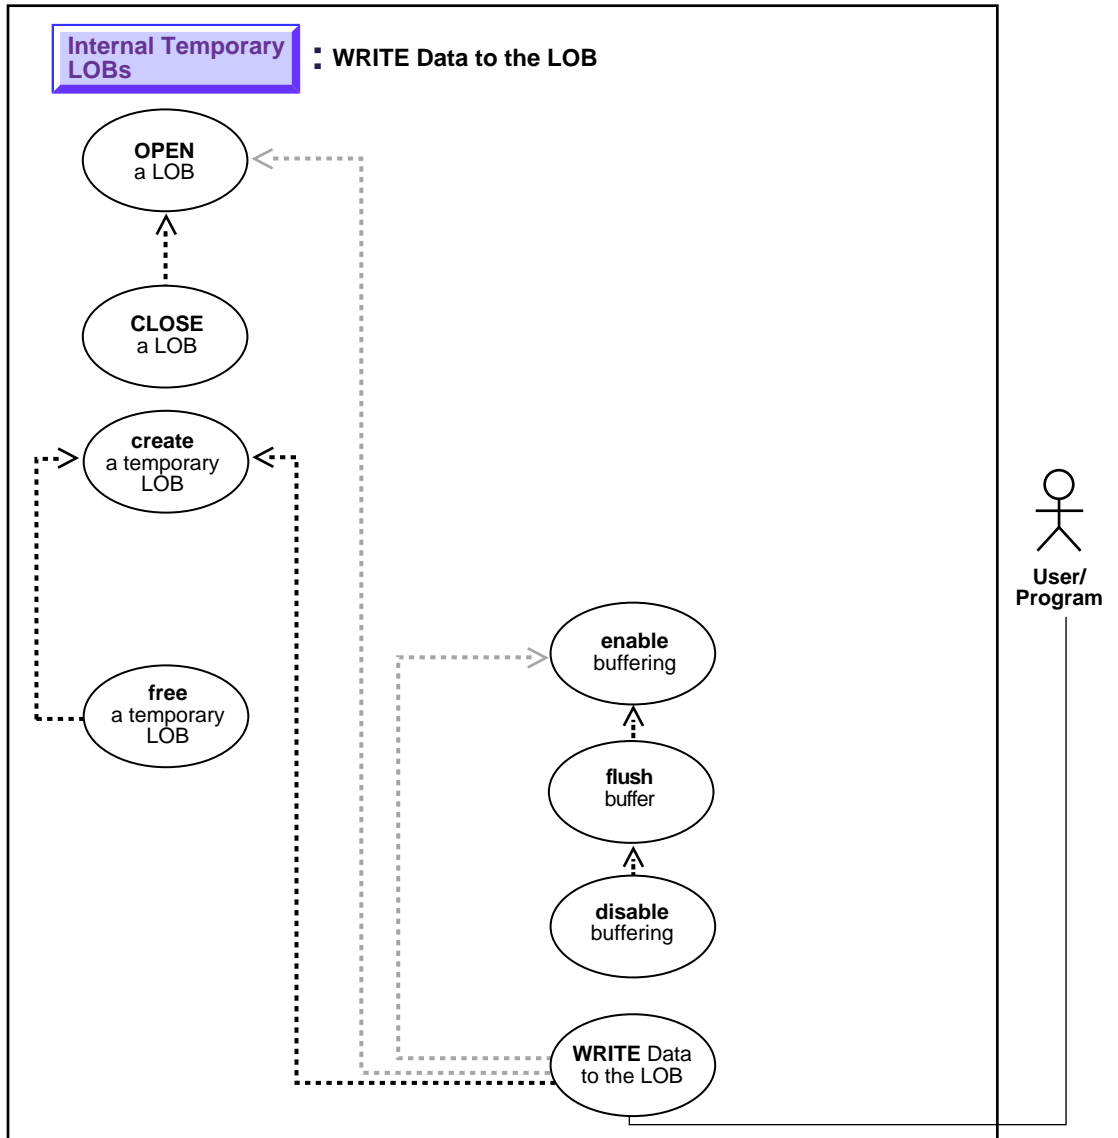 Internal Temporary
LOBs
: WRITE Data to the LOB
OPEN
a LOB
CLOSE
a LOB
create
a temporary
LOB
User/
Program
enable
buffering
free
a temporary
LOB
flush
buffer
disable
buffering
WRITE Data
to the LOB